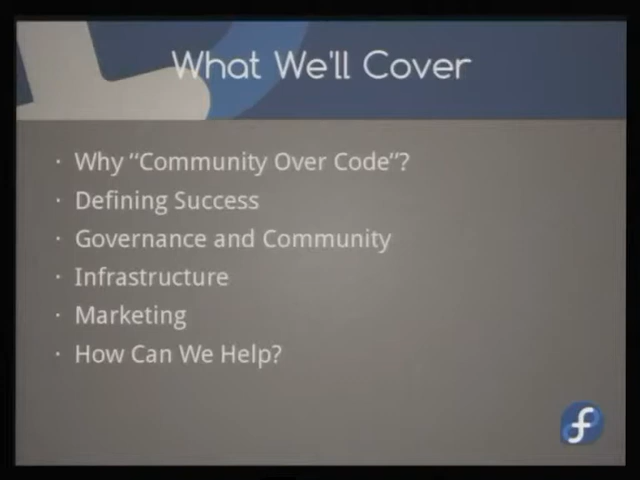 What We'll Cover
· Why “Community Over Code”?
· Defining Success
· Governance and Community
· Infrastructure
· Marketing
· How Can We Help?